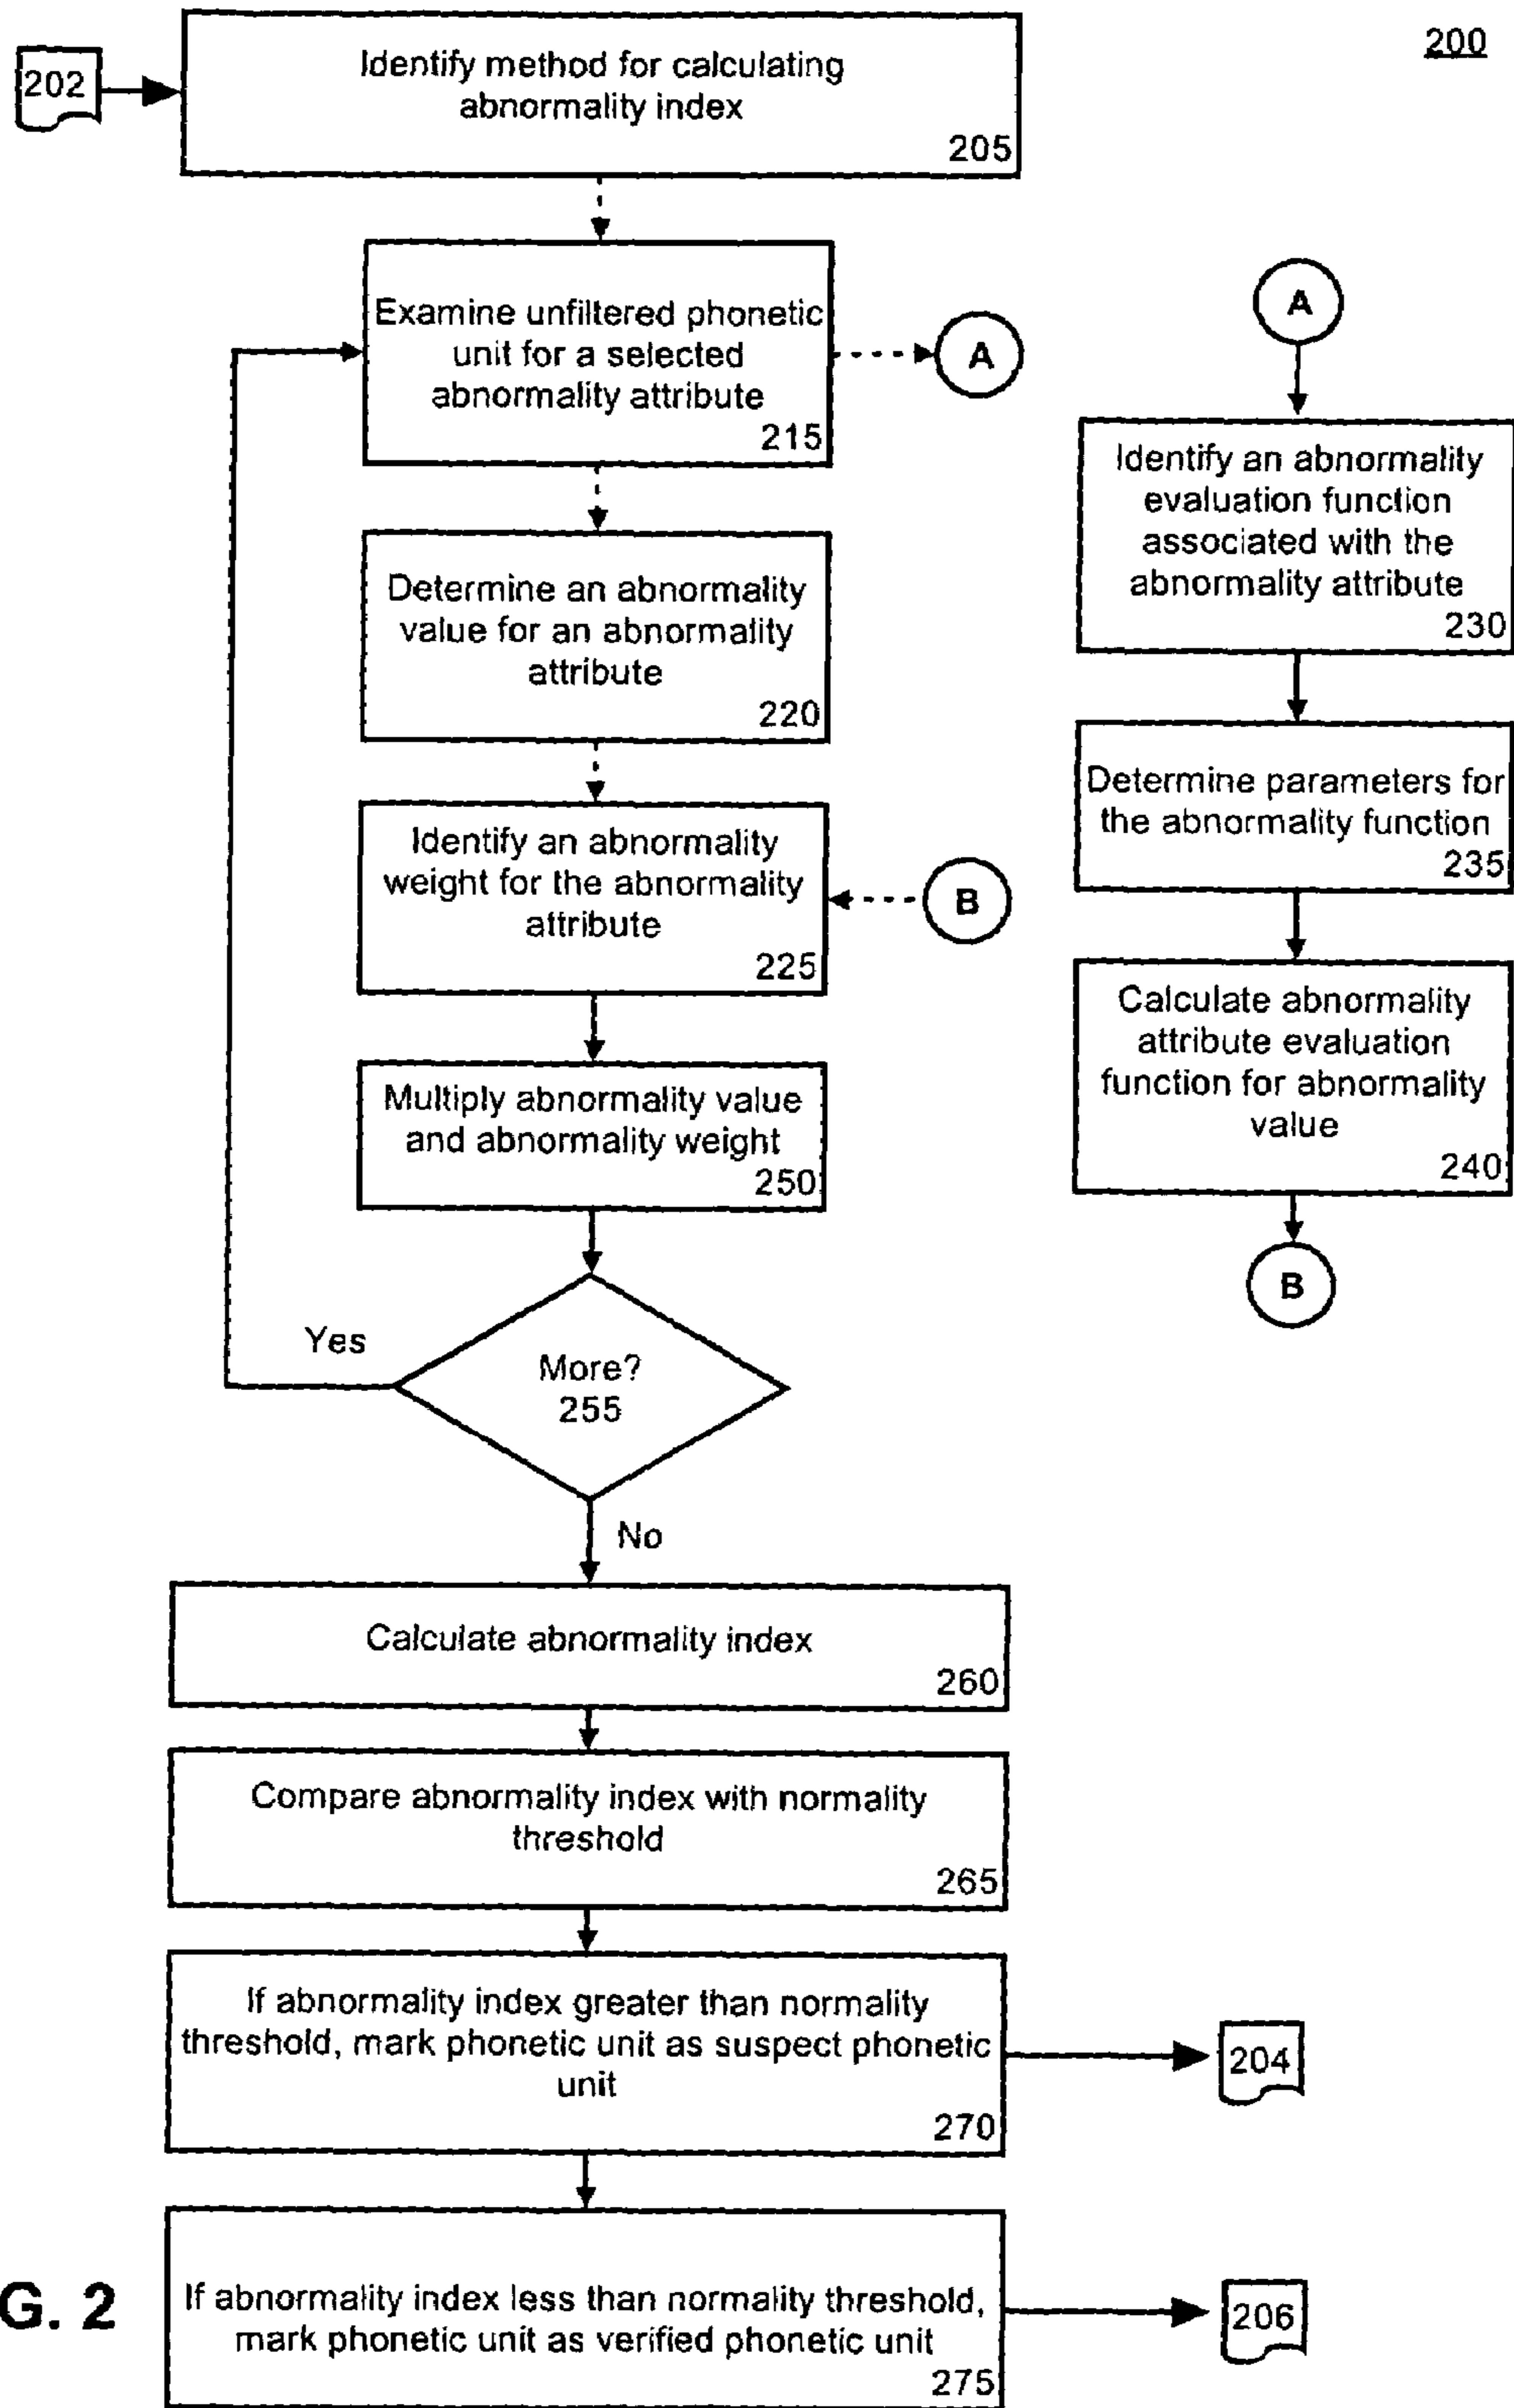 200
202
Identify method for calculating
abnormality index
205
Examine unfiltered phonetic
unit for a selected
abnormality attribute
215
A
Determine an abnormality
value for an abnormality
attribute
220
Identify an abnormality
weight for the abnormality
attribute
225
B
Multiply abnormality value
and abnormality weight
250
Yes
More?
255
No
A
Identify an abnormality
evaluation function
associated with the
abnormality attribute
230
Determine parameters for
the abnormality function
235
Calculate abnormality
attribute evaluation
function for abnormality
value
240
B
Calculate abnormality index
260
Compare abnormality index with normality
threshold
265
If abnormality index greater than normality
threshold, mark phonetic unit as suspect phonetic
unit
270
204
If abnormality index less than normality threshold,
mark phonetic unit as verified phonetic unit
275
206
G. 2